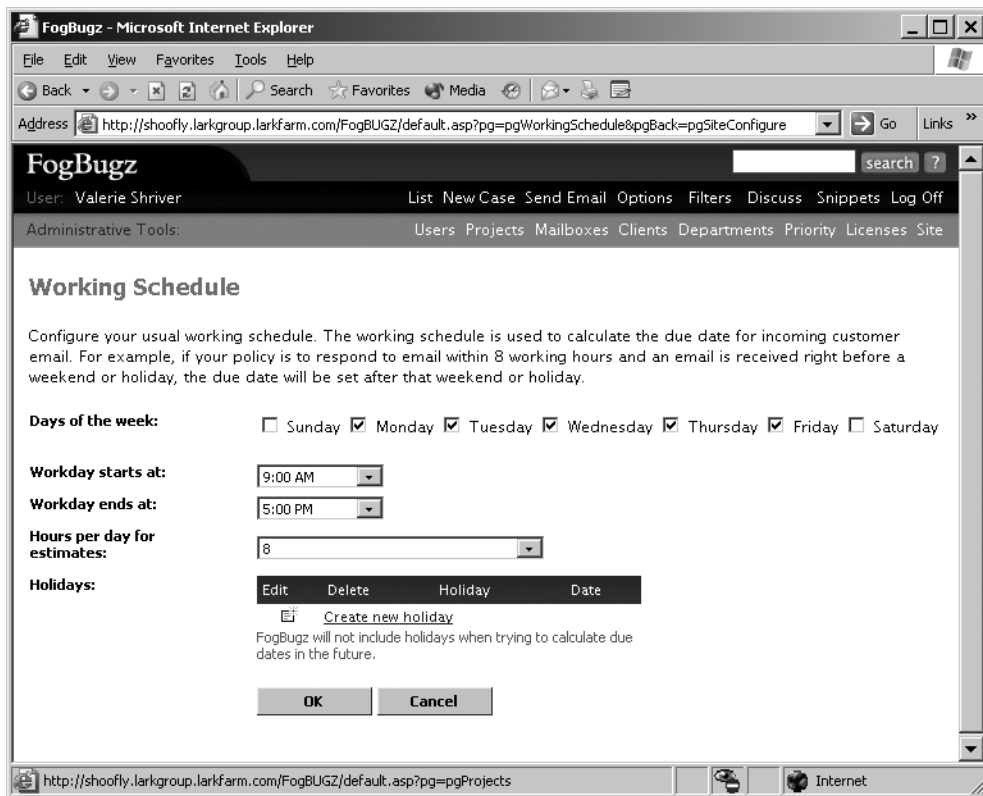 FogBugz - Microsoft Internet Explorer
File Edit View Favorites Tools Help
Back Search Favorites Media
Address http://shoofly.larkgroup.larkfarm.com/FogBUGZ/default.asp?pg=pgWorkingSchedule&pgBack=pgSiteConfigure Go Links »
FogBugz search ?
User: Valerie Shriver List New Case Send Email Options Filters Discuss Snippets Log Off
Administrative Tools: Users Projects Mailboxes Clients Departments Priority Licenses Site
Working Schedule
Configure your usual working schedule. The working schedule is used to calculate the due date for incoming customer
email. For example, if your policy is to respond to email within 8 working hours and an email is received right before a
weekend or holiday, the due date will be set after that weekend or holiday.
Days of the week: Sunday Monday Tuesday Wednesday Thursday Friday Saturday
Workday starts at: 9:00 AM
Workday ends at: 5:00 PM
Hours per day for
estimates: 8
Holidays: Edit Delete Holiday Date
Create new holiday
FogBugz will not include holidays when trying to calculate due
dates in the future.
OK Cancel
http://shoofly.larkgroup.larkfarm.com/FogBUGZ/default.asp?pg=pgProjects Internet